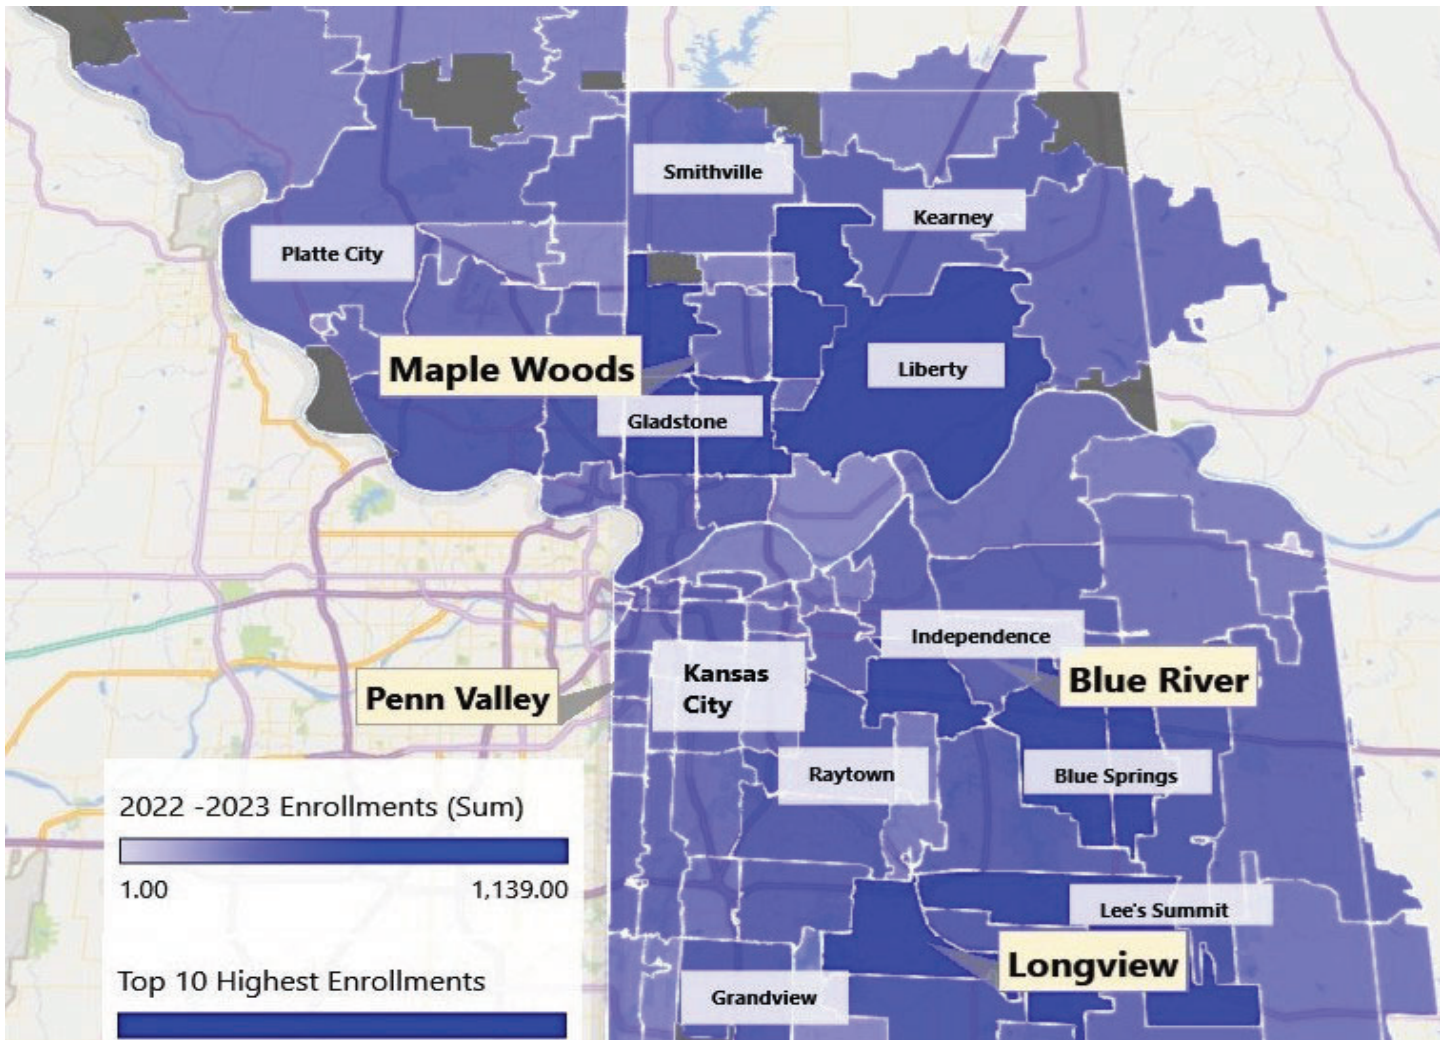 Smithville
Kearney
Platte City
Maple Woods
Liberty
Gladstone
Independence
Blue River
Kansas
City
Penn Valley
Raytown
Blue Springs
2022 -2023 Enrollments (Sum)
1.00
1,139.00
Lee's Summit
Longview
Top 10 Highest Enrollments
Grandview